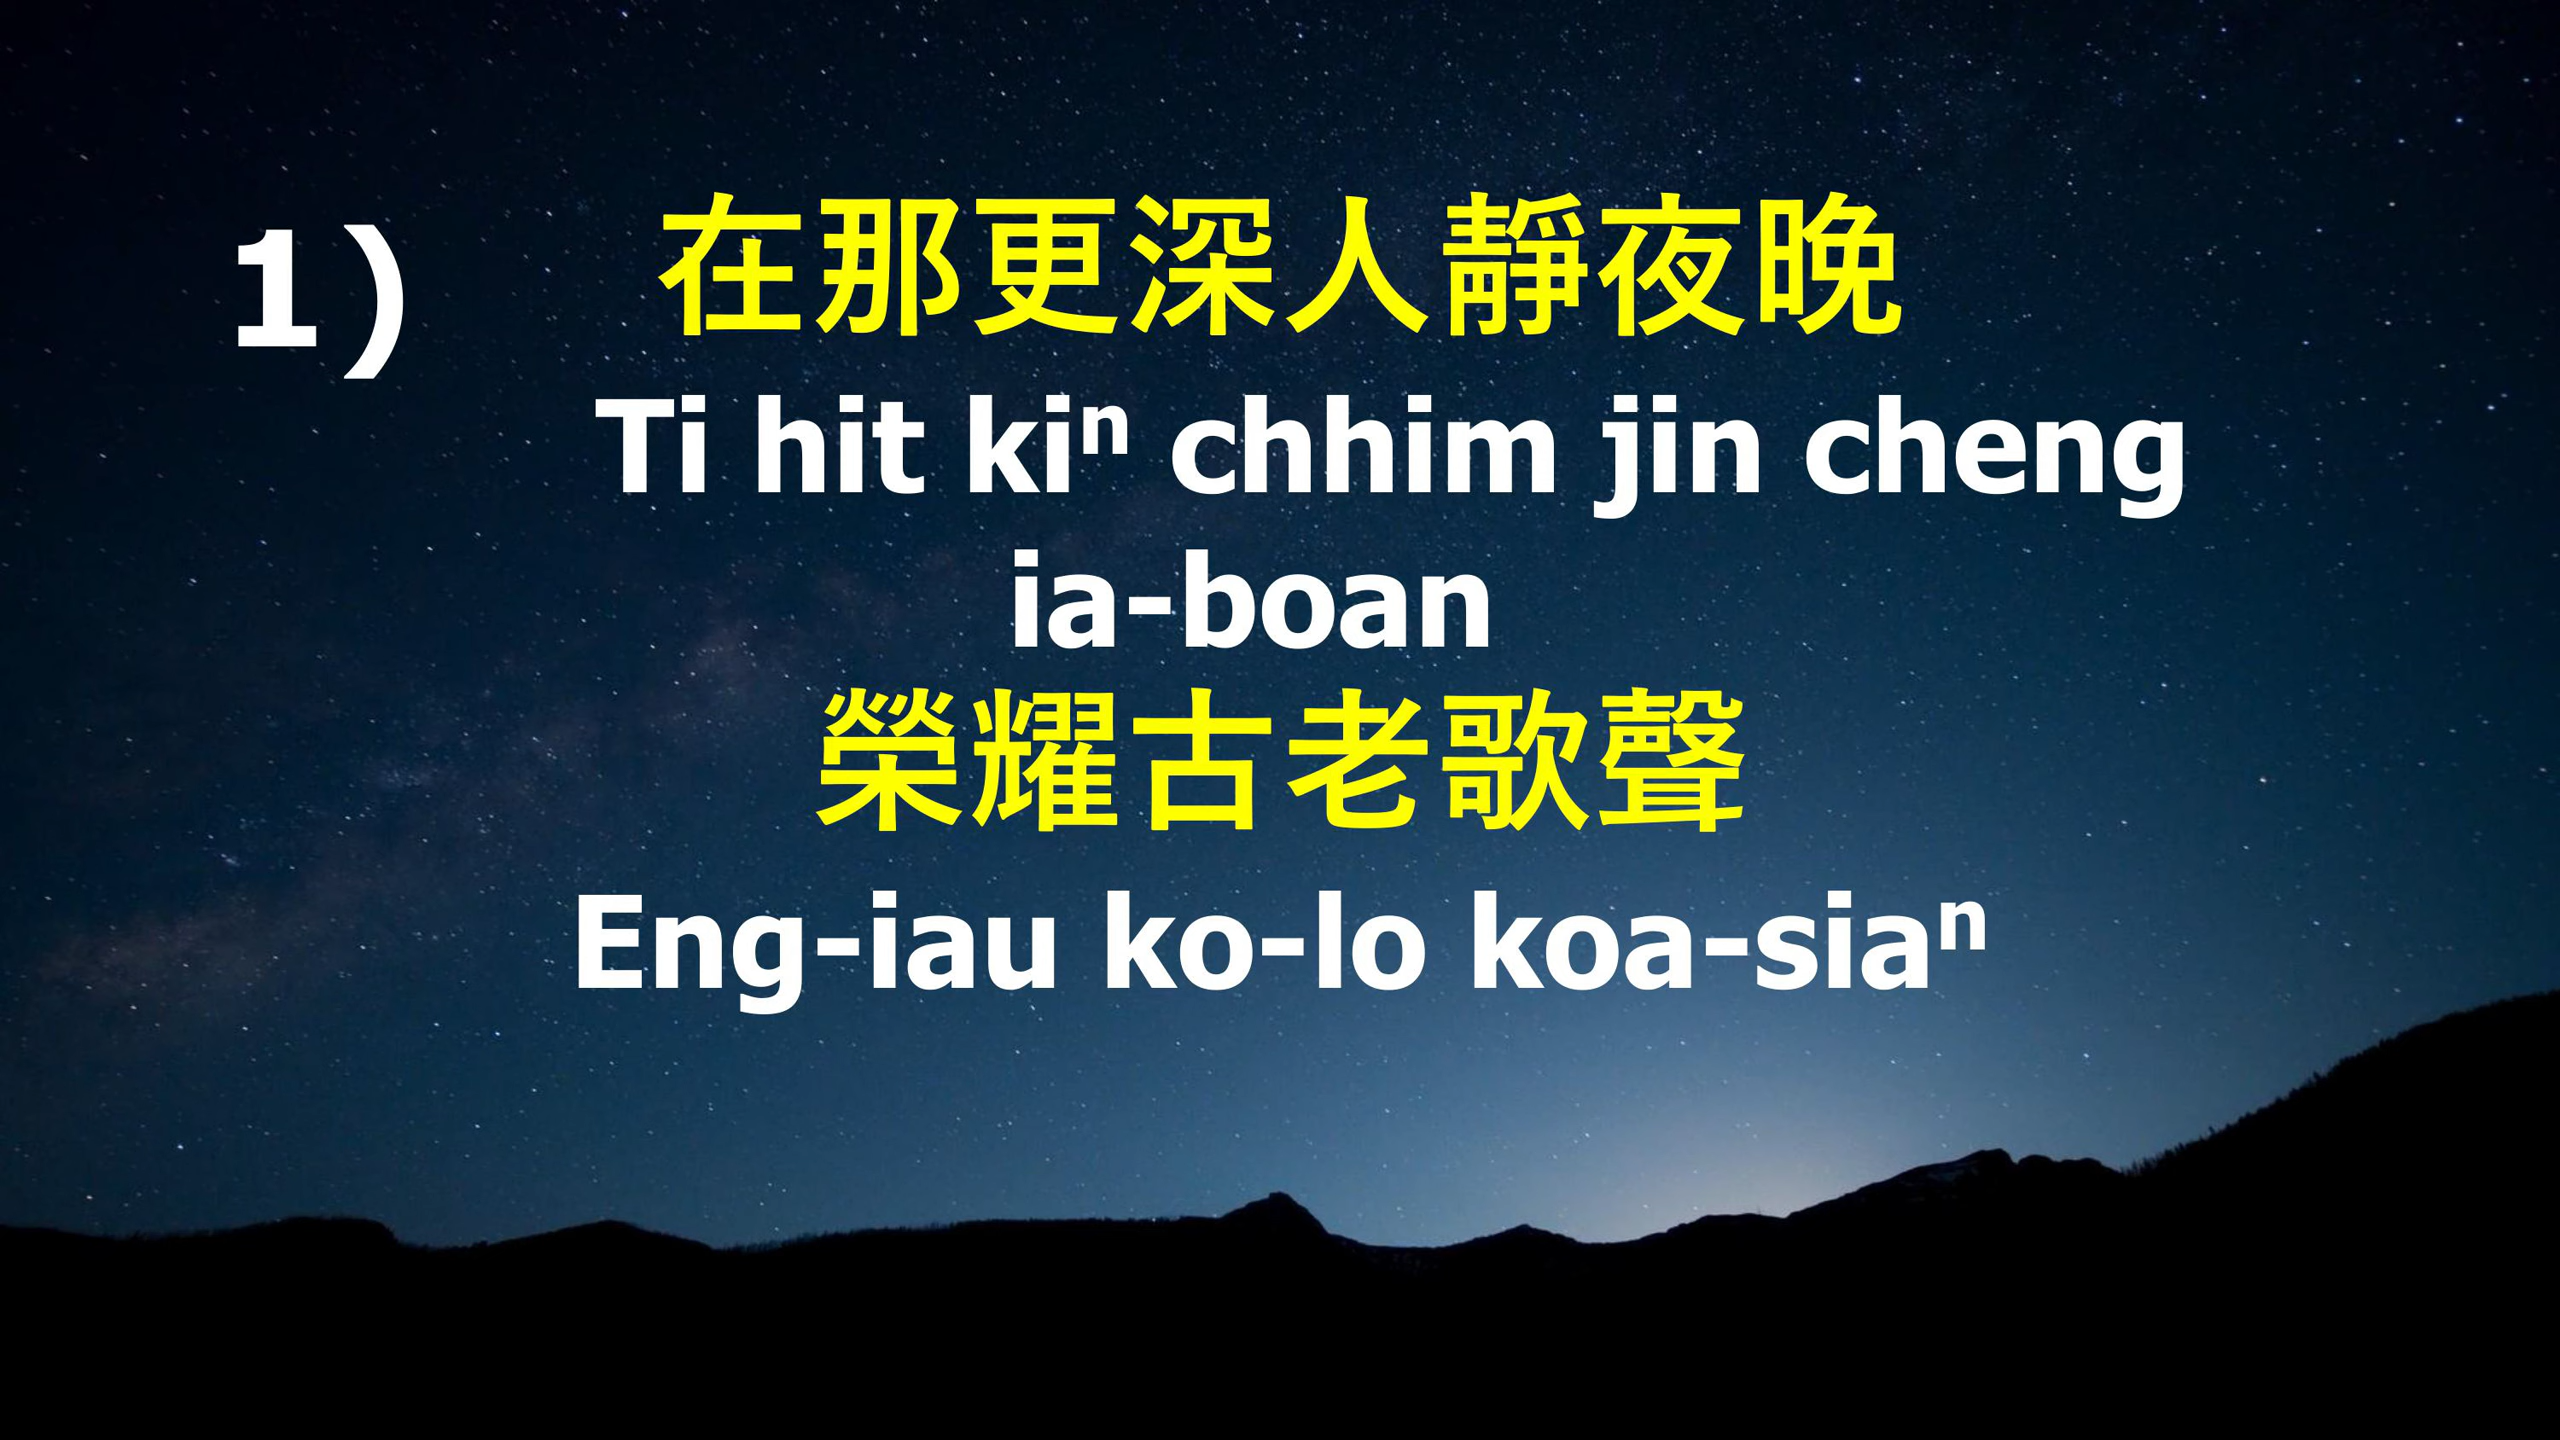 1) 在那更深人靜夜晚
Ti hit kiⁿ chhim jin cheng
ia-boan
榮耀古老歌聲
Eng-iau ko-lo koa-siaⁿ